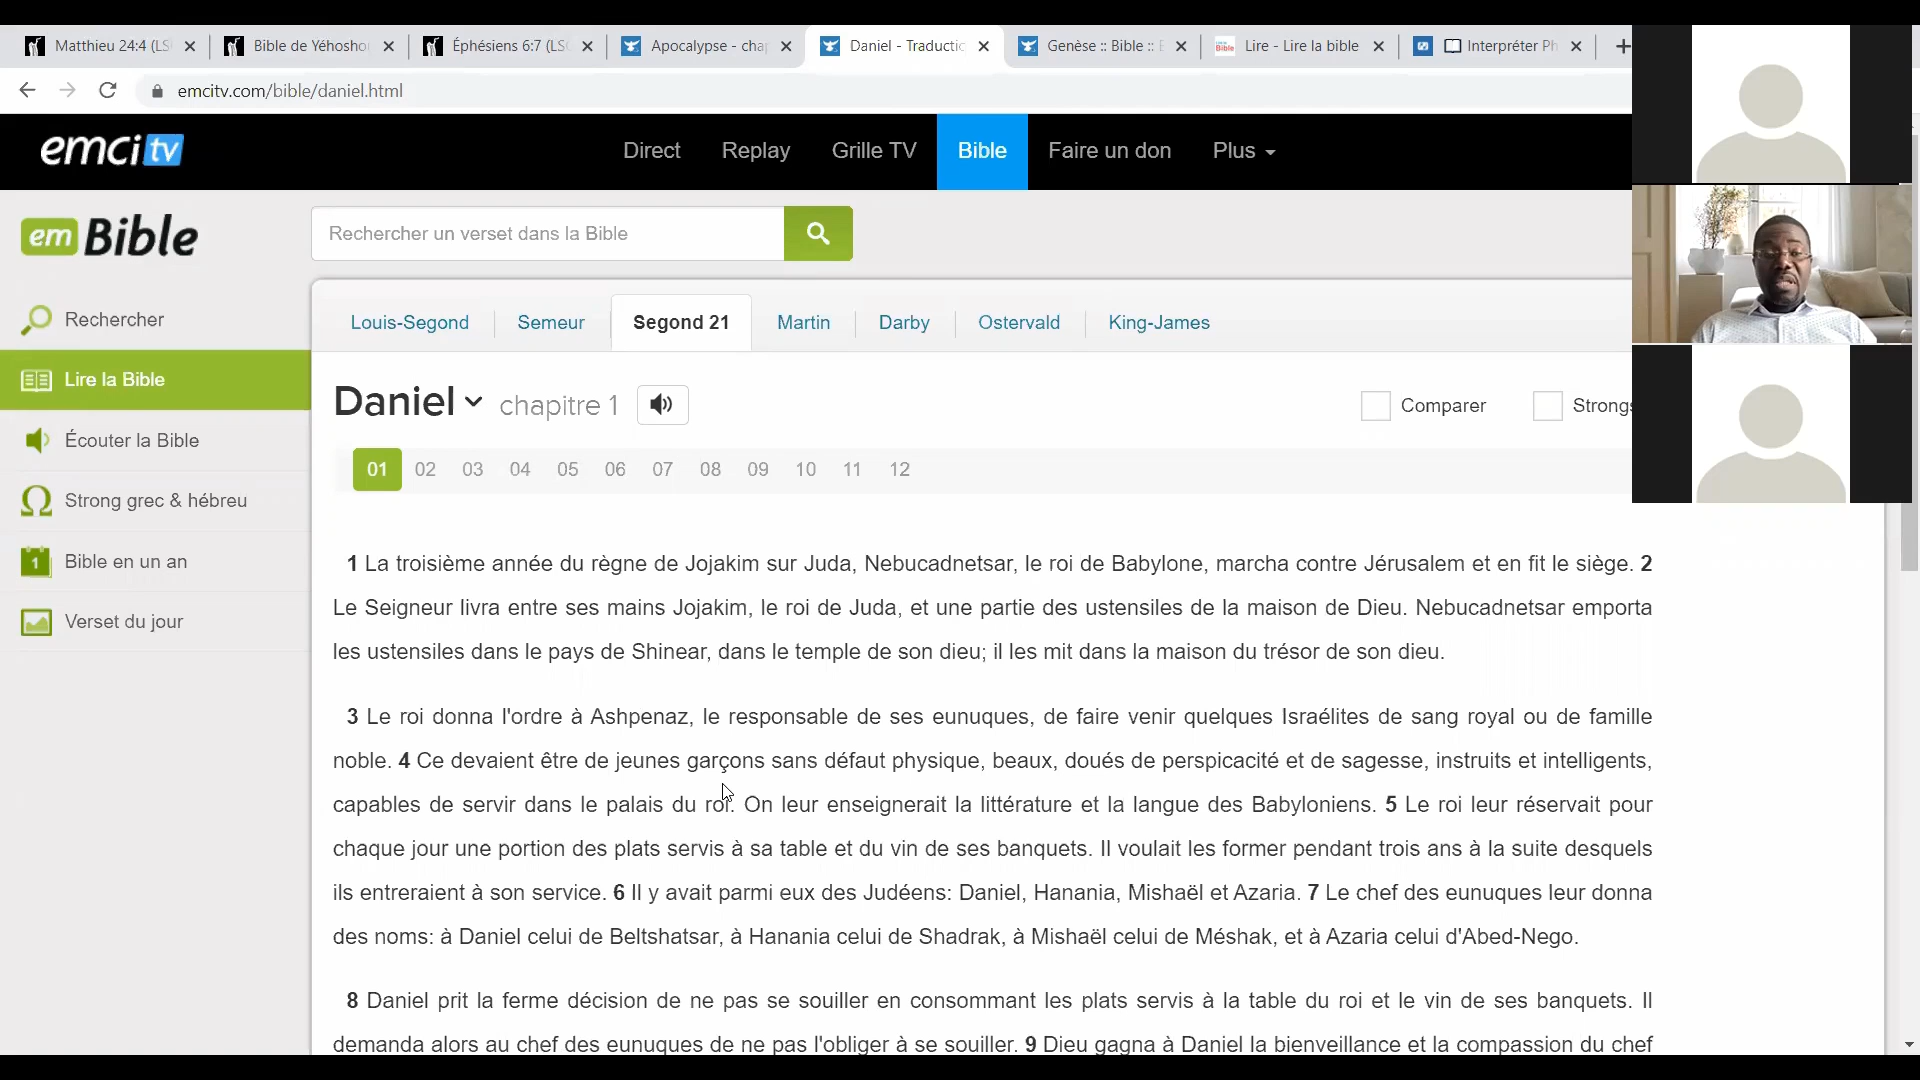 Matthieu 24:4 (LS
Bible de Yéhosho
Éphésiens 6:7 (LS
Apocalypse - cha
Daniel - Traducti
Genèse :: Bible ::
Lire - Lire la bible
Interpréter
emcitv.com/bible/daniel.html
emci tv
Direct
Replay
Grille TV
Bible
Faire un don
Plus
em Bible
Rechercher un verset dans la Bible
Rechercher
Lire la Bible
Écouter la Bible
Strong grec & hébreu
Bible en un an
Verset du jour
Louis-Segond
Semeur
Segond 21
Martin
Darby
Ostervald
King-James
Daniel chapitre 1
Comparer
Strongs
01 02 03 04 05 06 07 08 09 10 11 12
1 La troisième année du règne de Jojakim sur Juda, Nebucadnetsar, le roi de Babylone, marcha contre Jérusalem et en fit le siège. 2
Le Seigneur livra entre ses mains Jojakim, le roi de Juda, et une partie des ustensiles de la maison de Dieu. Nebucadnetsar emporta
les ustensiles dans le pays de Shinear, dans le temple de son dieu; il les mit dans la maison du trésor de son dieu.
3 Le roi donna l'ordre à Ashpenaz, le responsable de ses eunuques, de faire venir quelques Israélites de sang royal ou de famille
noble. 4 Ce devaient être de jeunes garçons sans défaut physique, beaux, doués de perspicacité et de sagesse, instruits et intelligents,
capables de servir dans le palais du roi. On leur enseignerait la littérature et la langue des Babyloniens. 5 Le roi leur réservait pour
chaque jour une portion des plats servis à sa table et du vin de ses banquets. Il voulait les former pendant trois ans à la suite desquels
ils entreraient à son service. 6 Il y avait parmi eux des Judéens: Daniel, Hanania, Mishaël et Azaria. 7 Le chef des eunuques leur donna
des noms: à Daniel celui de Beltshatsar, à Hanania celui de Shadrak, à Mishaël celui de Méshak, et à Azaria celui d'Abed-Nego.
8 Daniel prit la ferme décision de ne pas se souiller en consommant les plats servis à la table du roi et le vin de ses banquets. Il
demanda alors au chef des eunuques de ne pas l'obliger à se souiller. 9 Dieu gagna à Daniel la bienveillance et la compassion du chef